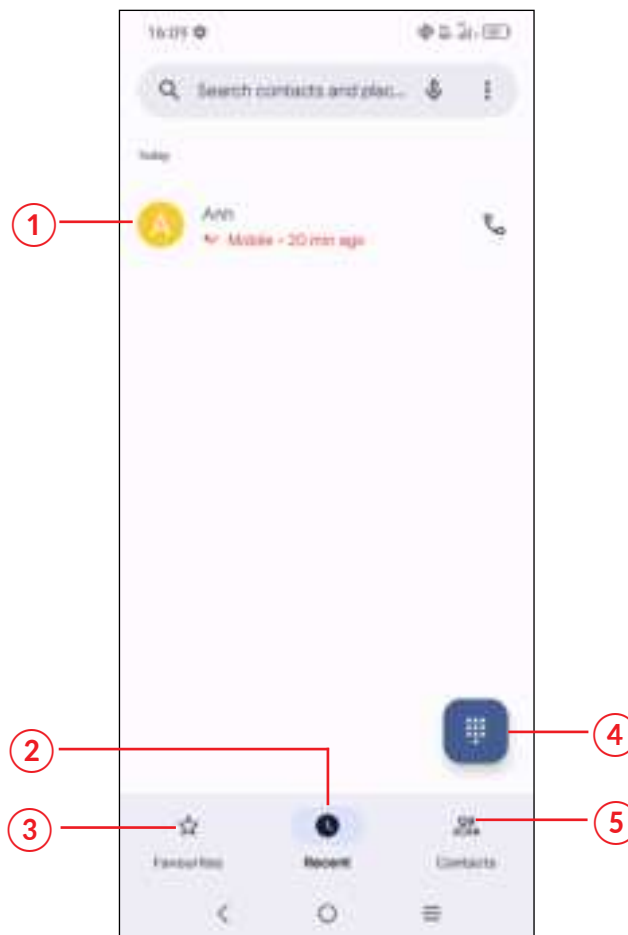 16:09
Search contacts and plac...
Today
1
A
Ann
Mobile • 20 min ago
2
4
3
5
Favourites
Recent
Contacts